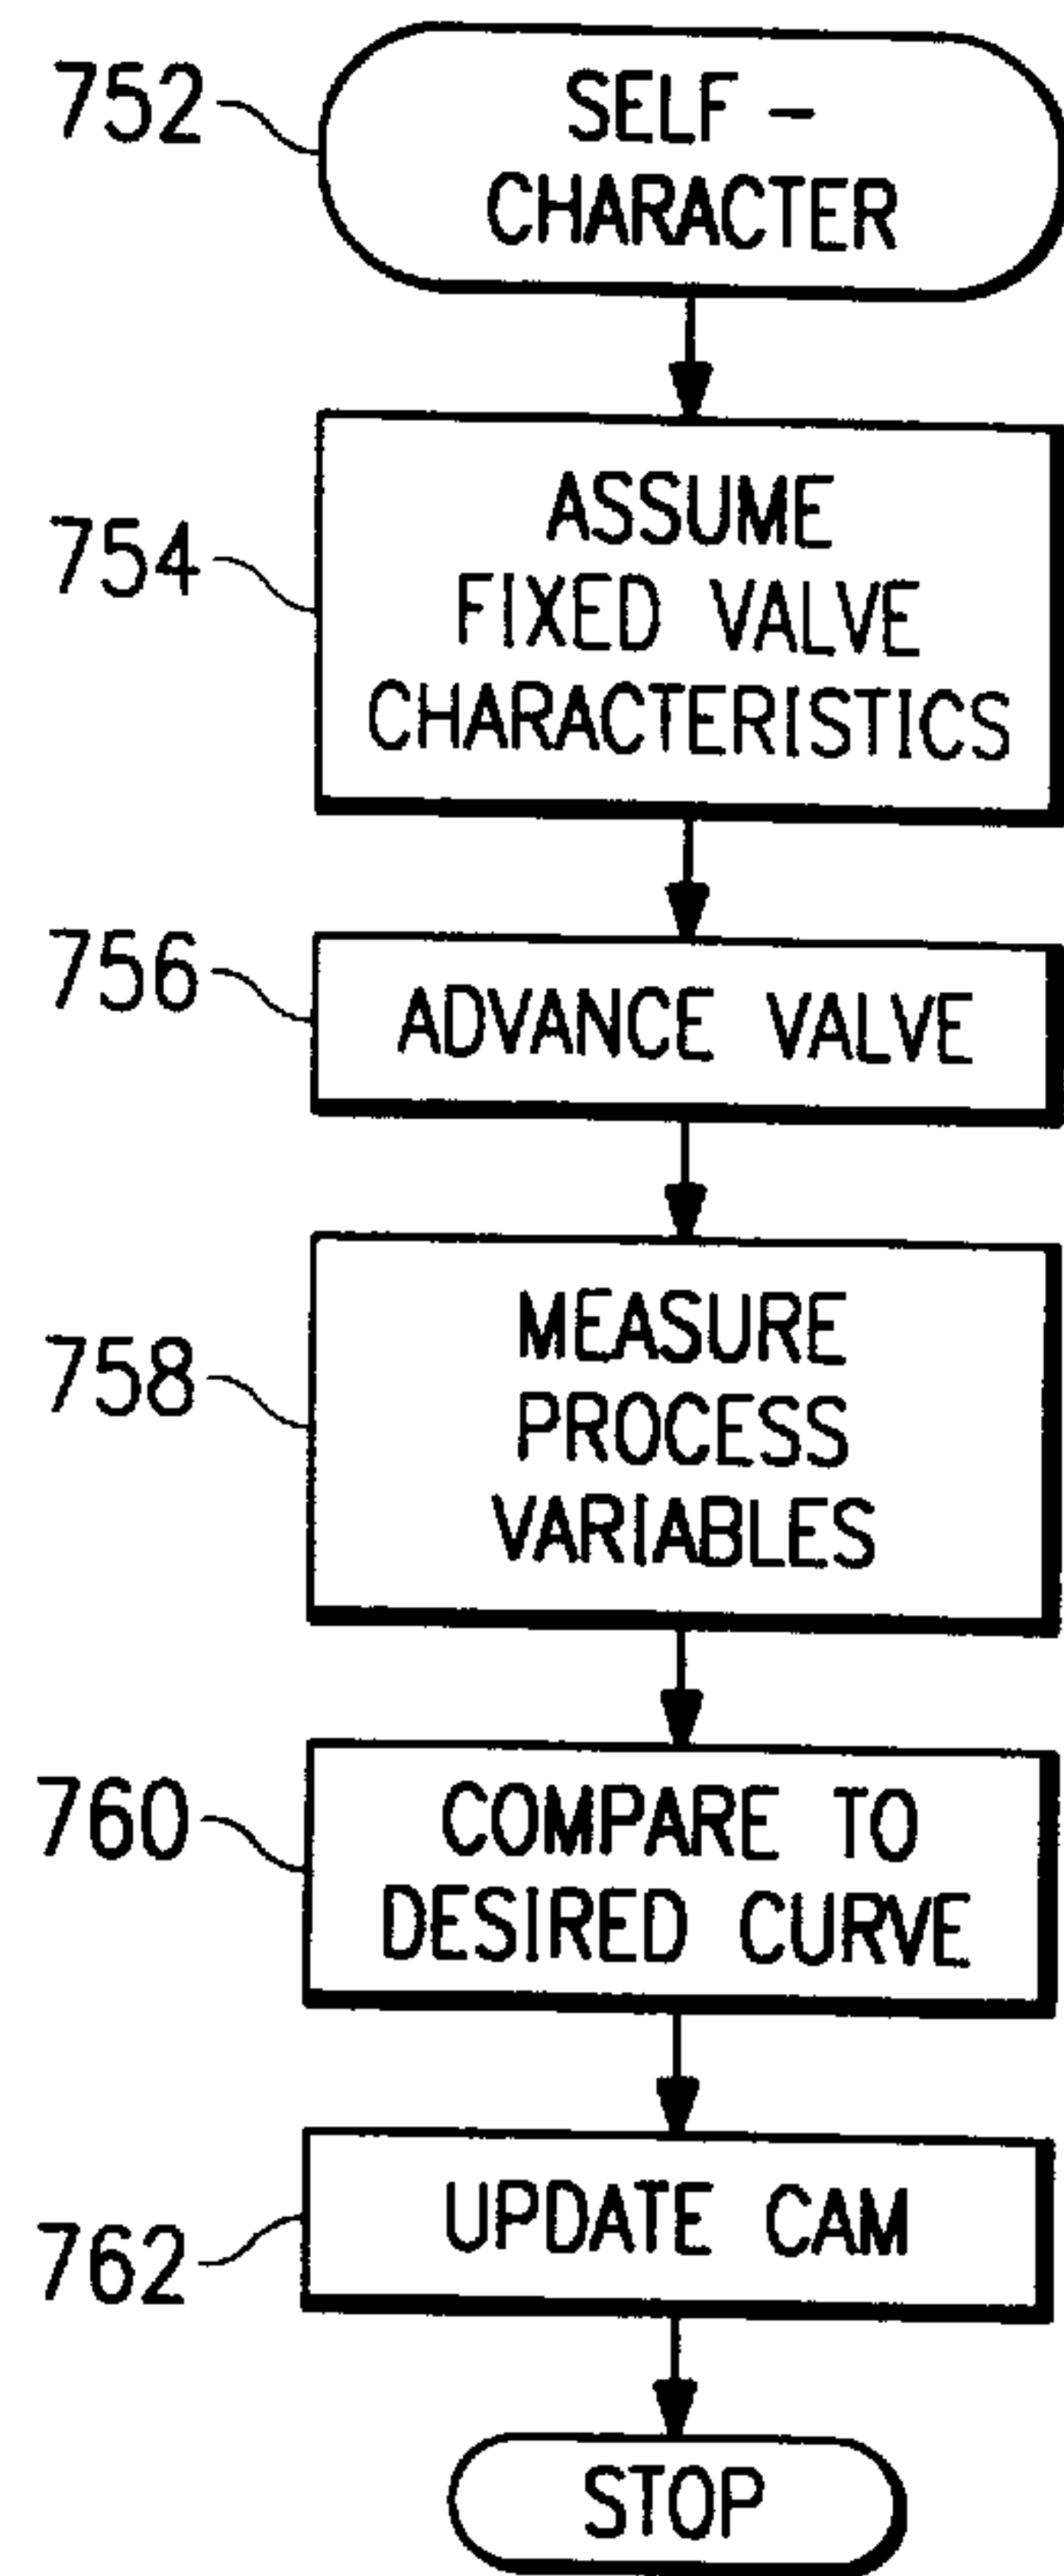 752
SELF -
CHARACTER
754
ASSUME
FIXED VALVE
CHARACTERISTICS
756
ADVANCE VALVE
758
MEASURE
PROCESS
VARIABLES
760
COMPARE TO
DESIRED CURVE
762
UPDATE CAM
STOP